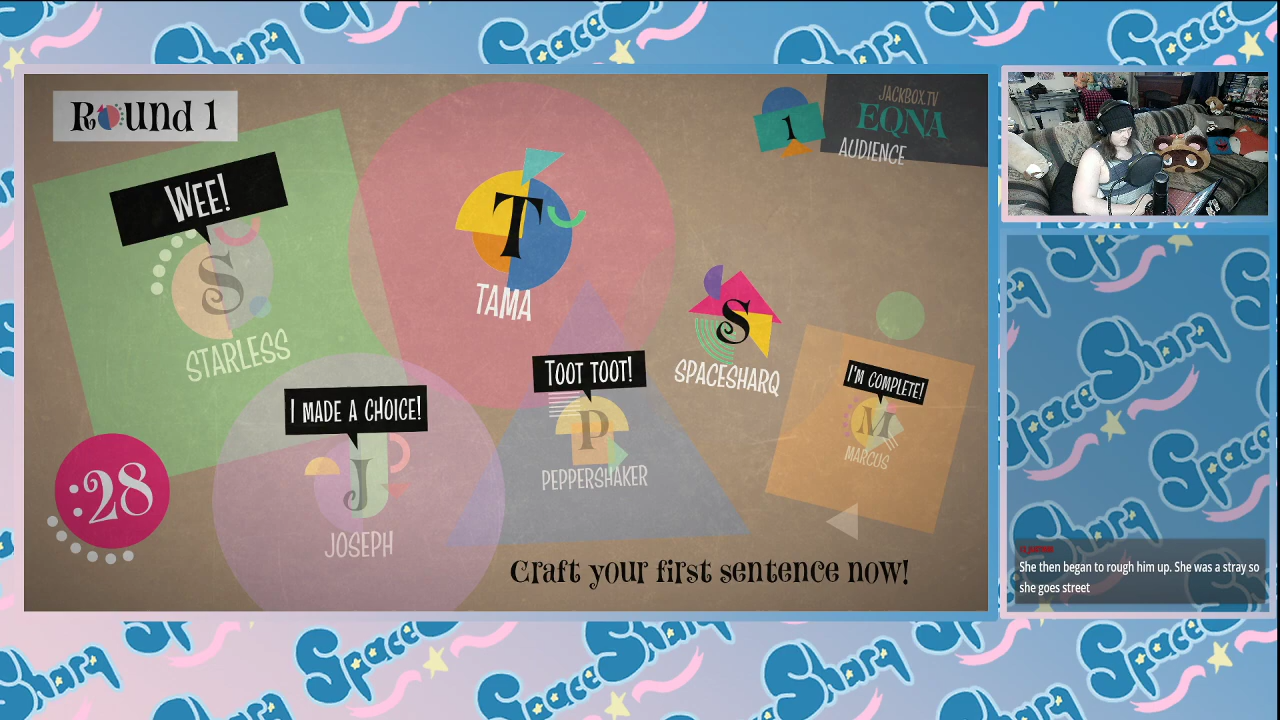 Round 1
WEE!
S
STARLESS
T
TAMA
1
JACKBOX.TV
EQNA
AUDIENCE
S
SPACESHARQ
I MADE A CHOICE!
J
JOSEPH
TOOT TOOT!
P
PEPPERSHAKER
I'M COMPLETE!
M
MARCUS
:28
Craft your first sentence now!
She then began to rough him up. She was a stray so
she goes street
SpaceSharq